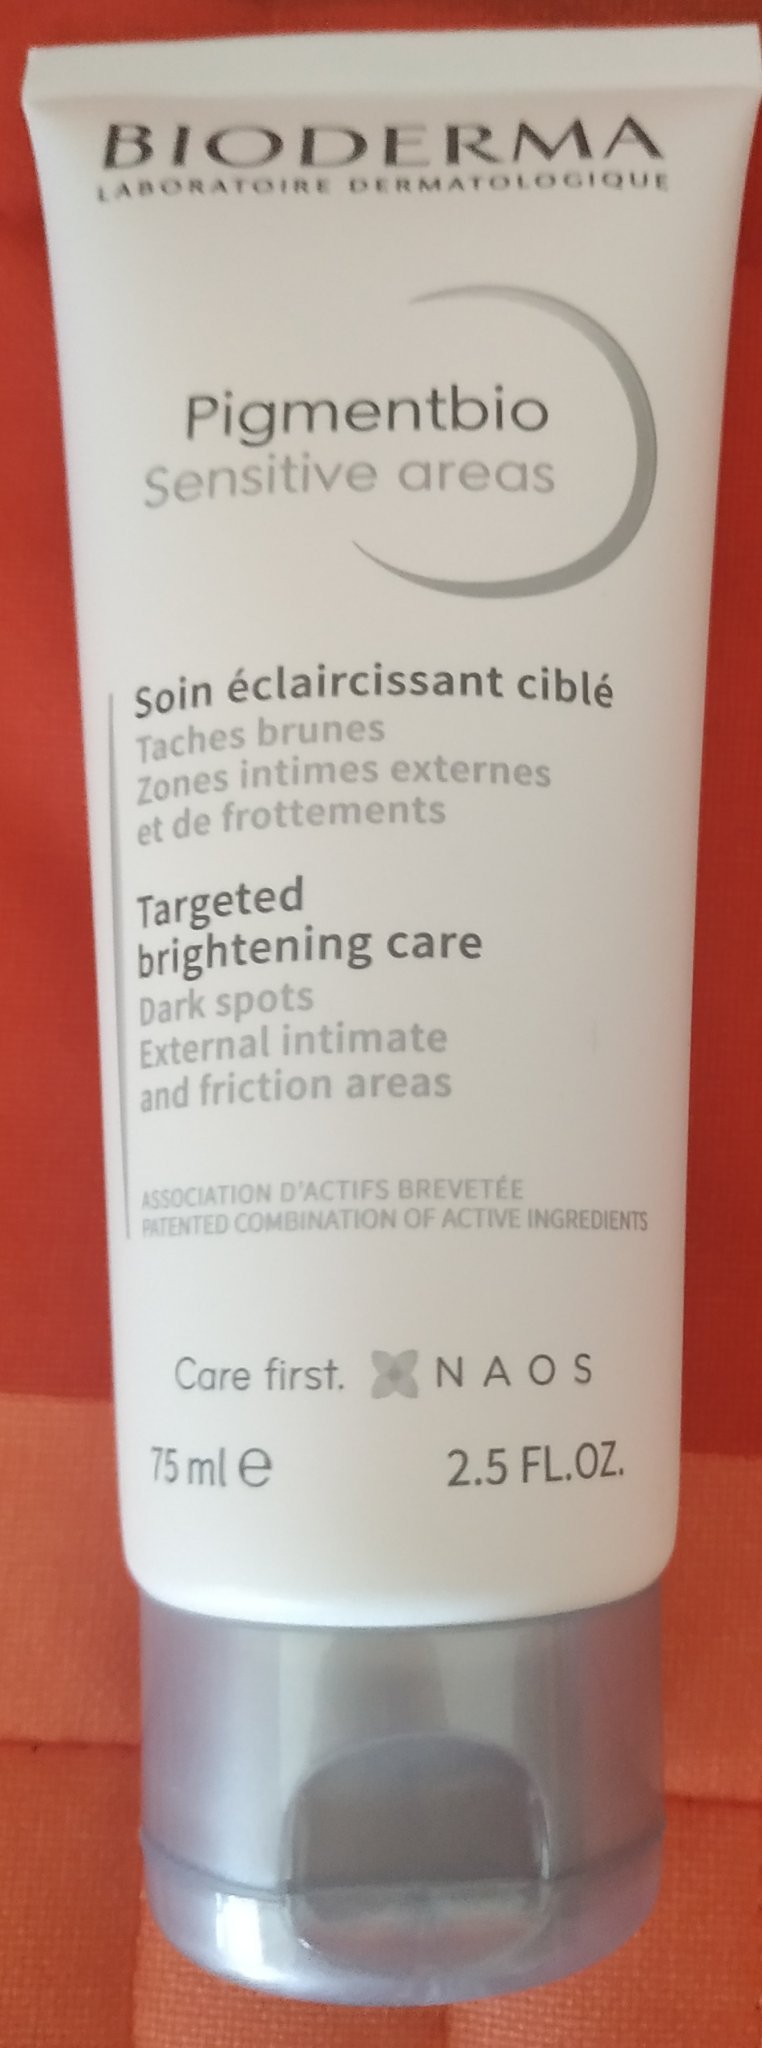 BIODERMA
LABORATOIRE DERMATOLOGIQUE
Pigmentbio
Sensitive areas
Soin éclaircissant ciblé
Taches brunes
Zones intimes externes
et de frottements
Targeted
brightening care
Dark spots
External intimate
and friction areas
ASSOCIATION D'ACTIFS BREVETÉE
PATENTED COMBINATION OF ACTIVE INGREDIENTS
Care first. NAOS
75 ml e 2.5 FL.OZ.